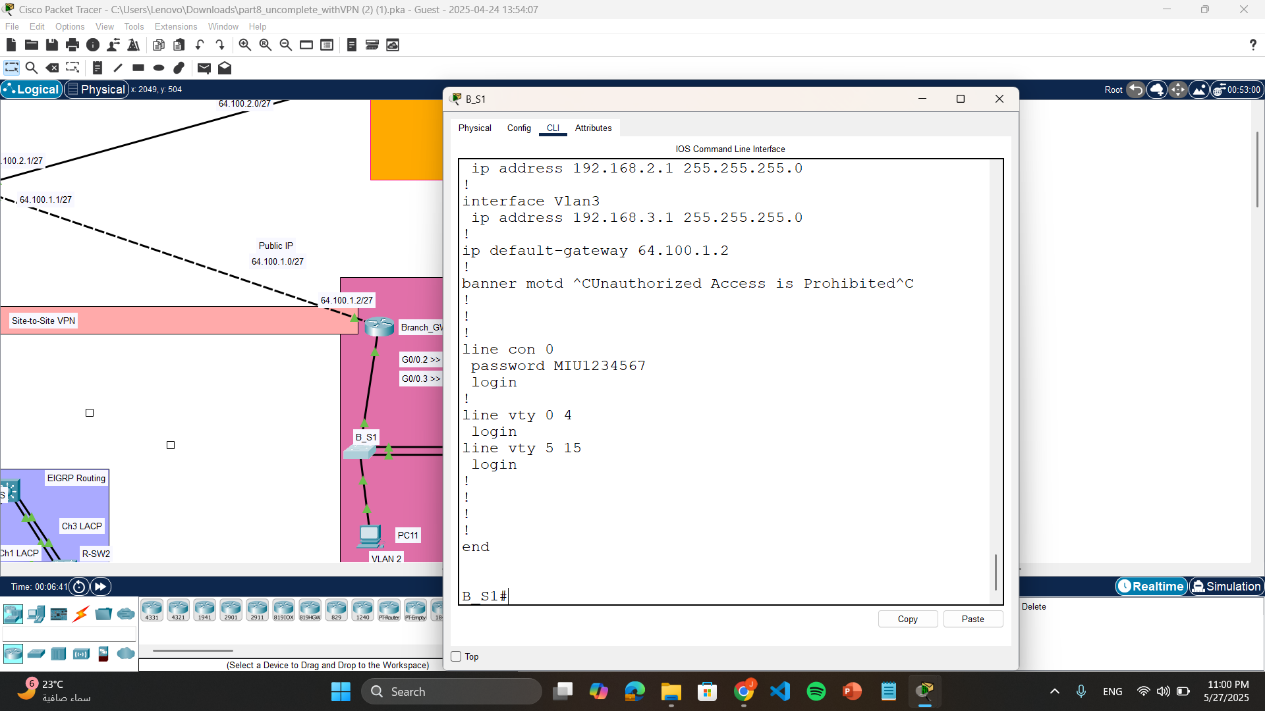 Cisco Packet Tracer - C:\Users\Lenovo\Downloads\part8_uncomplete_withVPN (2) (1).pka - Guest - 2025-04-24 13:54:07
File Edit Options View Tools Extensions Window Help
?
Logical Physical x: 2049, y: 504
Root 00:53:00
64.100.2.0/27
.100.2.1/27
64.100.1.1/27
Public IP
64.100.1.0/27
64.100.1.2/27
Site-to-Site VPN
Branch_GW
G0/0.2 >>
G0/0.3 >>
B_S1
EIGRP Routing
S
Ch3 LACP
Ch1 LACP
R-SW2
PC11
VLAN 2
B_S1
Physical Config CLI Attributes
IOS Command Line Interface
ip address 192.168.2.1 255.255.255.0
!
interface Vlan3
ip address 192.168.3.1 255.255.255.0
!
ip default-gateway 64.100.1.2
!
banner motd ^CUnauthorized Access is Prohibited^C
!
!
!
line con 0
password MIU1234567
login
!
line vty 0 4
login
line vty 5 15
login
!
!
!
!
end
B_S1#
Copy Paste
Top
Time: 00:06:41
Realtime Simulation
4331 4321 1941 2901 2911 819IOX 819HGW 829 1240 PT-Router PT-Empty
(Select a Device to Drag and Drop to the Workspace)
Delete
6
23°C
سماء صافية
Search
J
ENG
11:00 PM
5/27/2025